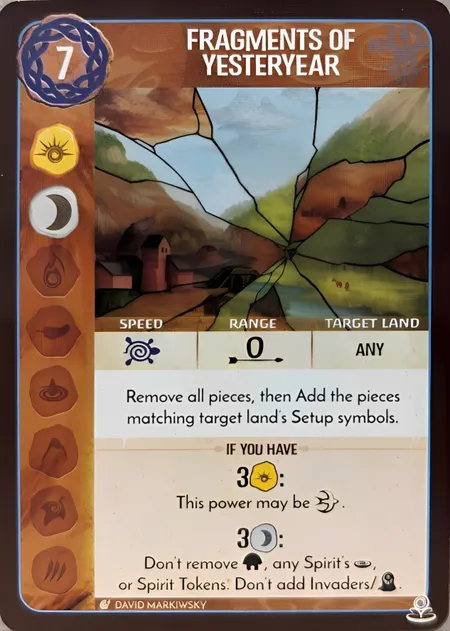 7
FRAGMENTS OF
YESTERYEAR
SPEED RANGE TARGET LAND
0 ANY
Remove all pieces, then Add the pieces
matching target land's Setup symbols.
IF YOU HAVE
3 :
This power may be .
3 :
Don't remove , any Spirit's ,
or Spirit Tokens. Don't add Invaders/ .
DAVID MARKIWSKY